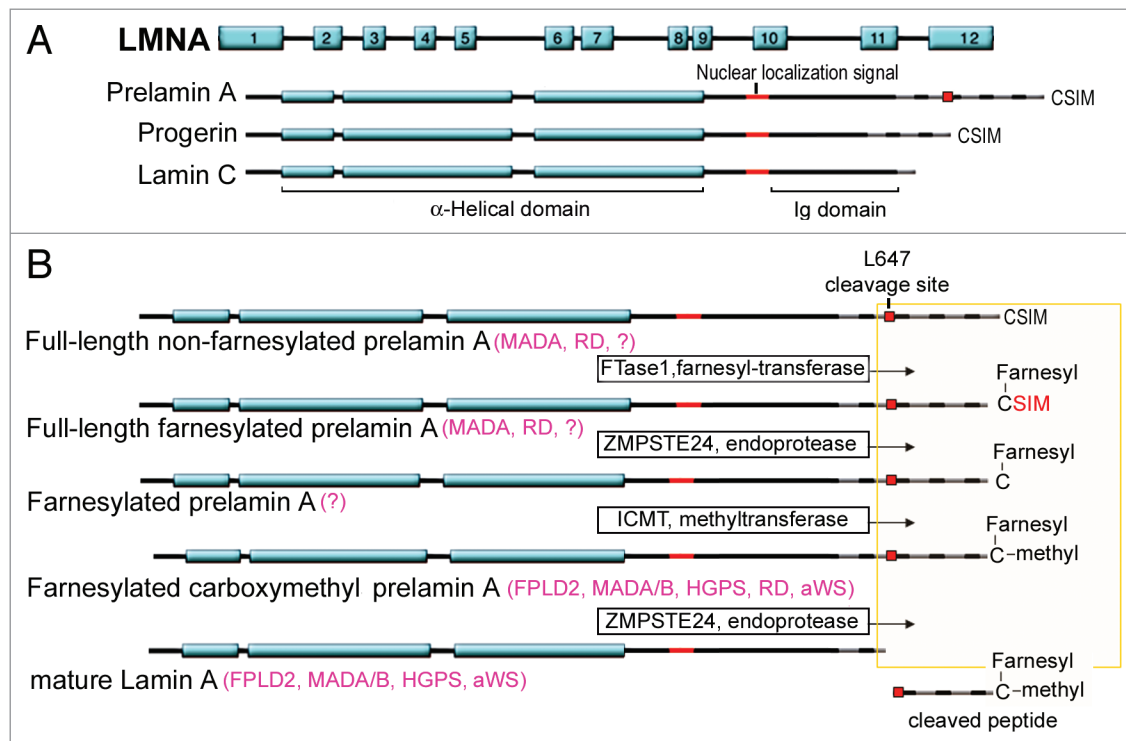 A
LMNA
1 2 3 4 5 6 7 8 9 10 11 12
Nuclear localization signal
Prelamin A
CSIM
Progerin
CSIM
Lamin C
α-Helical domain
Ig domain
B
L647
cleavage site
CSIM
Full-length non-farnesylated prelamin A (MADA, RD, ?)
FTase1,farnesyl-transferase
Farnesyl
CSIM
Full-length farnesylated prelamin A (MADA, RD, ?)
ZMPSTE24, endoprotease
Farnesyl
C
Farnesylated prelamin A (?)
ICMT, methyltransferase
Farnesyl
C-methyl
Farnesylated carboxymethyl prelamin A (FPLD2, MADA/B, HGPS, RD, aWS)
ZMPSTE24, endoprotease
mature Lamin A (FPLD2, MADA/B, HGPS, aWS)
Farnesyl
C-methyl
cleaved peptide